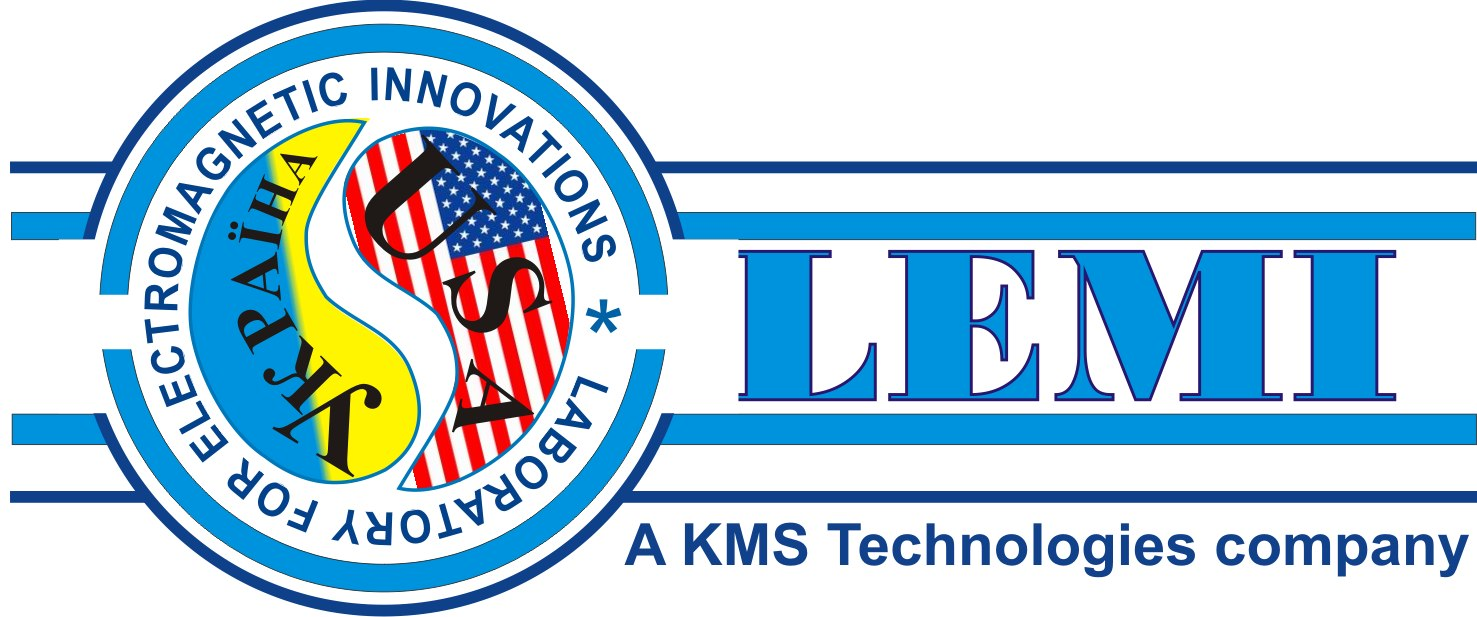 LABORATORY FOR ELECTROMAGNETIC INNOVATIONS *
УКРАЇНА
USA
LEMI
A KMS Technologies company